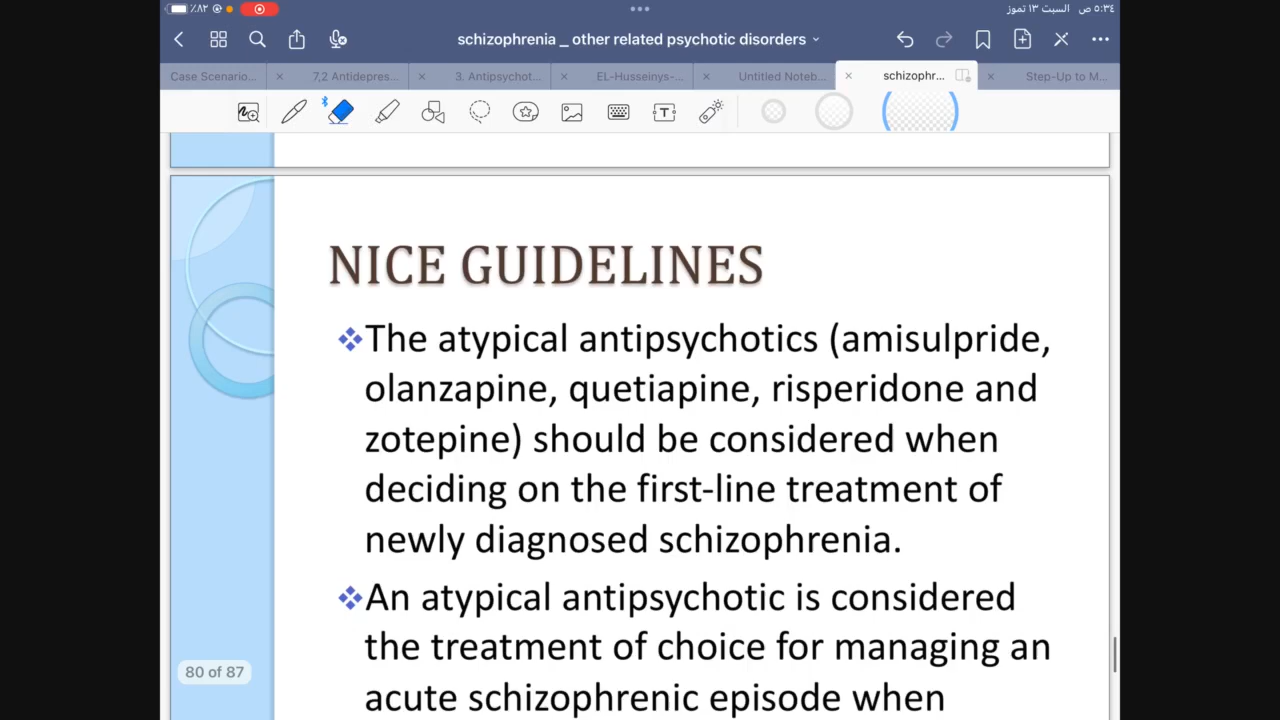 ٪٨٢
السبت ١٣ تموز ٥:٣٤ ص
schizophrenia _ other related psychotic disorders
Case Scenario...
7,2 Antidepres...
3. Antipsychot...
EL-Husseinys-...
Untitled Noteb...
schizophr...
Step-Up to M...
T
NICE GUIDELINES
The atypical antipsychotics (amisulpride,
olanzapine, quetiapine, risperidone and
zotepine) should be considered when
deciding on the first-line treatment of
newly diagnosed schizophrenia.
An atypical antipsychotic is considered
the treatment of choice for managing an
acute schizophrenic episode when
80 of 87